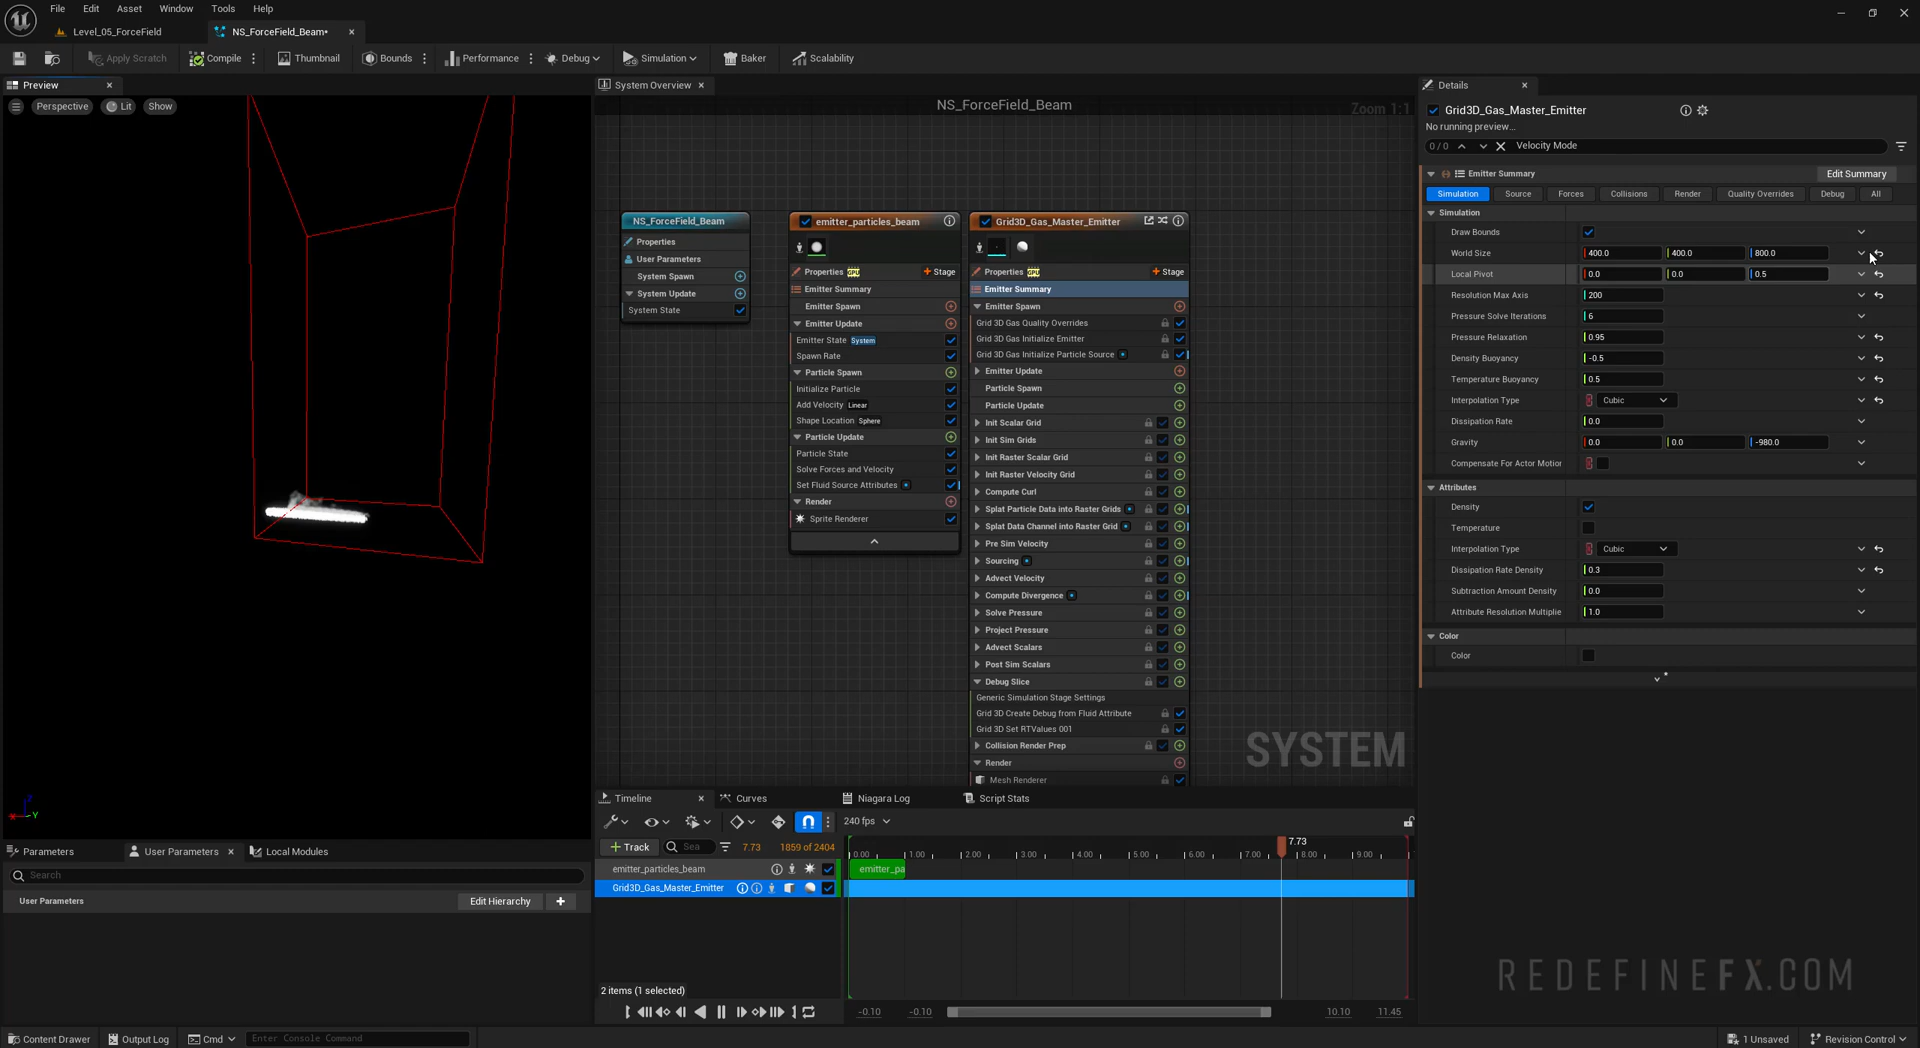 File Edit Asset Window Tools Help
Level_05_ForceField NS_ForceField_Beam*
Apply Scratch Compile Thumbnail Bounds Performance Debug Simulation Baker Scalability
Preview
Perspective Lit Show
System Overview
NS_ForceField_Beam
Zoom 1:1
NS_ForceField_Beam
Properties
User Parameters
System Spawn
System Update
System State
emitter_particles_beam
Properties GPU Stage
Emitter Summary
Emitter Spawn
Emitter Update
Emitter State System
Spawn Rate
Particle Spawn
Initialize Particle
Add Velocity Linear
Shape Location Sphere
Particle Update
Particle State
Solve Forces and Velocity
Set Fluid Source Attributes
Render
Sprite Renderer
Grid3D_Gas_Master_Emitter
Properties GPU Stage
Emitter Summary
Emitter Spawn
Grid 3D Gas Quality Overrides
Grid 3D Gas Initialize Emitter
Grid 3D Gas Initialize Particle Source
Emitter Update
Particle Spawn
Particle Update
Init Scalar Grid
Init Sim Grids
Init Raster Scalar Grid
Init Raster Velocity Grid
Compute Curl
Splat Particle Data into Raster Grids
Splat Data Channel into Raster Grid
Pre Sim Velocity
Sourcing
Advect Velocity
Compute Divergence
Solve Pressure
Project Pressure
Advect Scalars
Post Sim Scalars
Debug Slice
Generic Simulation Stage Settings
Grid 3D Create Debug from Fluid Attribute
Grid 3D Set RTValues 001
Collision Render Prep
Render
Mesh Renderer
SYSTEM
Details
Grid3D_Gas_Master_Emitter
No running preview...
0 / 0 Velocity Mode
Emitter Summary Edit Summary
Simulation Source Forces Collisions Render Quality Overrides Debug All
Simulation
Draw Bounds
World Size 400.0 400.0 800.0
Local Pivot 0.0 0.0 0.5
Resolution Max Axis 200
Pressure Solve Iterations 6
Pressure Relaxation 0.95
Density Buoyancy -0.5
Temperature Buoyancy 0.5
Interpolation Type Cubic
Dissipation Rate 0.0
Gravity 0.0 0.0 -980.0
Compensate For Actor Motion
Attributes
Density
Temperature
Interpolation Type Cubic
Dissipation Rate Density 0.3
Subtraction Amount Density 0.0
Attribute Resolution Multiplie 1.0
Color
Color
Z
X Y
Parameters User Parameters Local Modules
Search
User Parameters Edit Hierarchy
Timeline Curves Niagara Log Script Stats
240 fps
Track Sea 7.73 1859 of 2404
7.73
0.00 1.00 2.00 3.00 4.00 5.00 6.00 7.00 8.00 9.00
emitter_particles_beam emitter_pa
Grid3D_Gas_Master_Emitter
2 items (1 selected)
-0.10 -0.10 10.10 11.45
REDEFINEFX.COM
Content Drawer Output Log Cmd Enter Console Command 1 Unsaved Revision Control